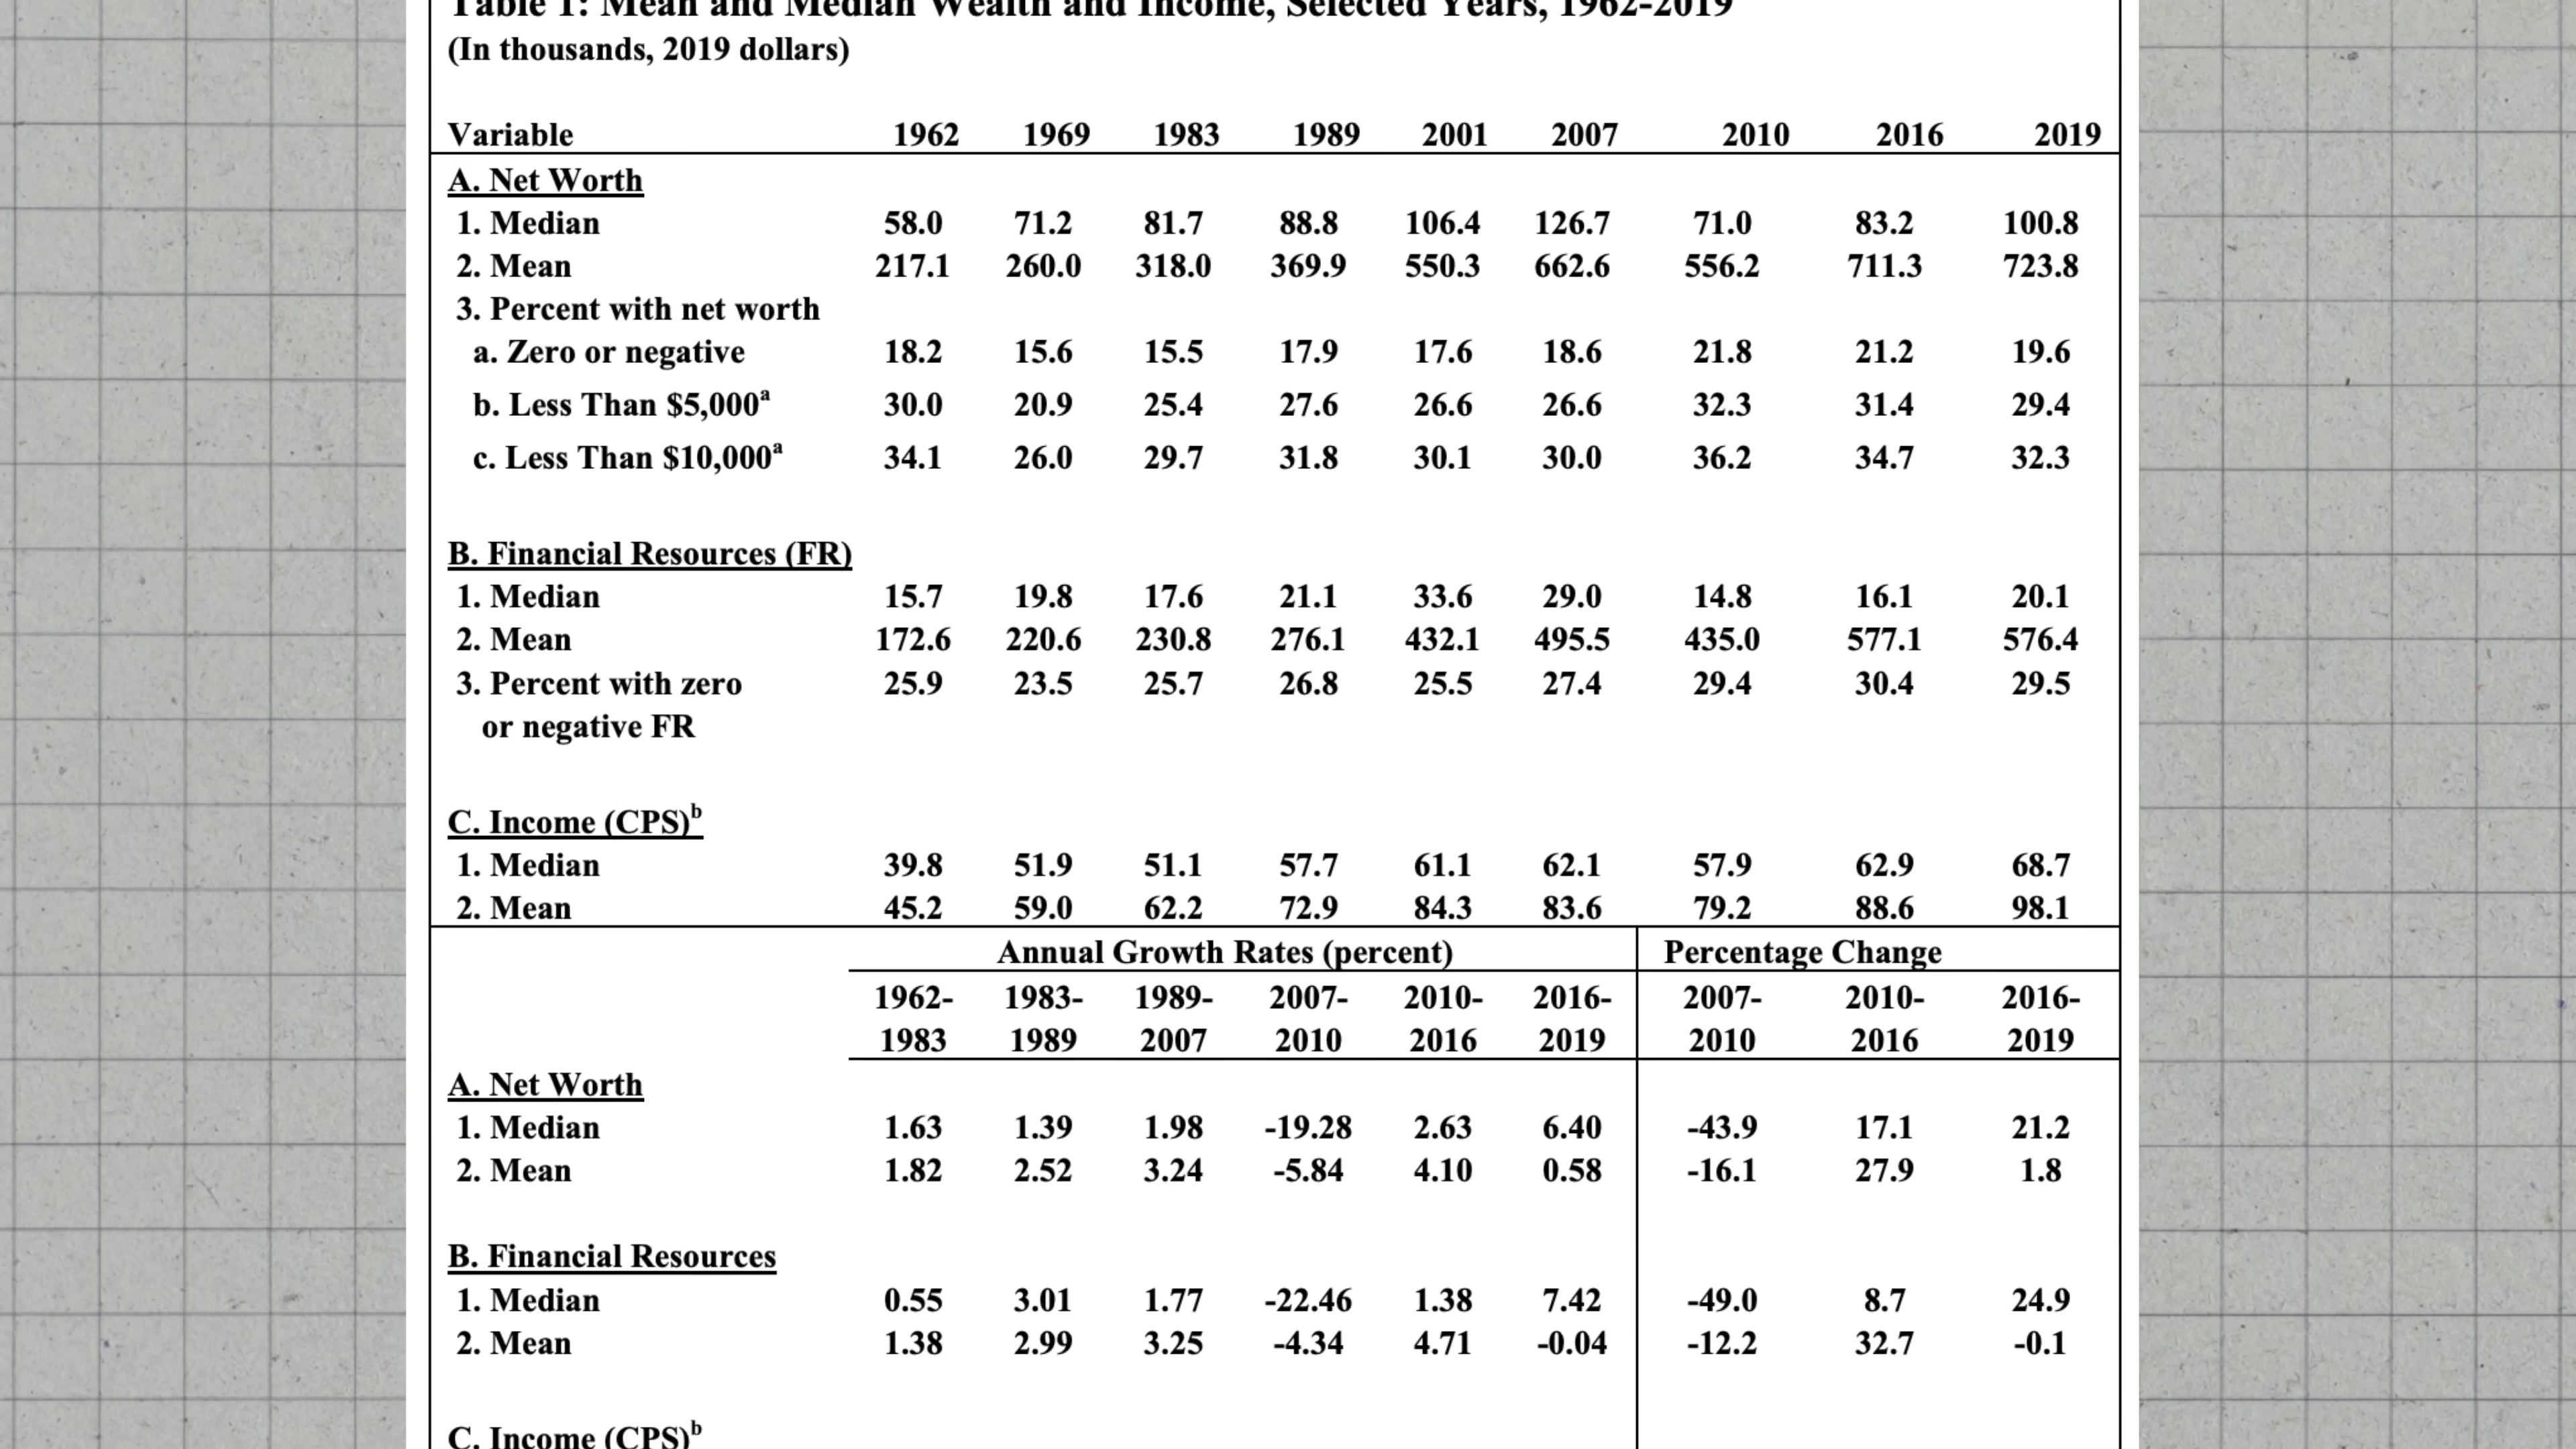 Table 1: Mean and Median Wealth and Income, Selected Years, 1962-2019
(In thousands, 2019 dollars)
Variable 1962 1969 1983 1989 2001 2007 2010 2016 2019
A. Net Worth
1. Median 58.0 71.2 81.7 88.8 106.4 126.7 71.0 83.2 100.8
2. Mean 217.1 260.0 318.0 369.9 550.3 662.6 556.2 711.3 723.8
3. Percent with net worth
a. Zero or negative 18.2 15.6 15.5 17.9 17.6 18.6 21.8 21.2 19.6
b. Less Than $5,000ᵃ 30.0 20.9 25.4 27.6 26.6 26.6 32.3 31.4 29.4
c. Less Than $10,000ᵃ 34.1 26.0 29.7 31.8 30.1 30.0 36.2 34.7 32.3
B. Financial Resources (FR)
1. Median 15.7 19.8 17.6 21.1 33.6 29.0 14.8 16.1 20.1
2. Mean 172.6 220.6 230.8 276.1 432.1 495.5 435.0 577.1 576.4
3. Percent with zero 25.9 23.5 25.7 26.8 25.5 27.4 29.4 30.4 29.5
or negative FR
C. Income (CPS)ᵇ
1. Median 39.8 51.9 51.1 57.7 61.1 62.1 57.9 62.9 68.7
2. Mean 45.2 59.0 62.2 72.9 84.3 83.6 79.2 88.6 98.1
Annual Growth Rates (percent) Percentage Change
1962- 1983- 1989- 2007- 2010- 2016- 2007- 2010- 2016-
1983 1989 2007 2010 2016 2019 2010 2016 2019
A. Net Worth
1. Median 1.63 1.39 1.98 -19.28 2.63 6.40 -43.9 17.1 21.2
2. Mean 1.82 2.52 3.24 -5.84 4.10 0.58 -16.1 27.9 1.8
B. Financial Resources
1. Median 0.55 3.01 1.77 -22.46 1.38 7.42 -49.0 8.7 24.9
2. Mean 1.38 2.99 3.25 -4.34 4.71 -0.04 -12.2 32.7 -0.1
C. Income (CPS)ᵇ